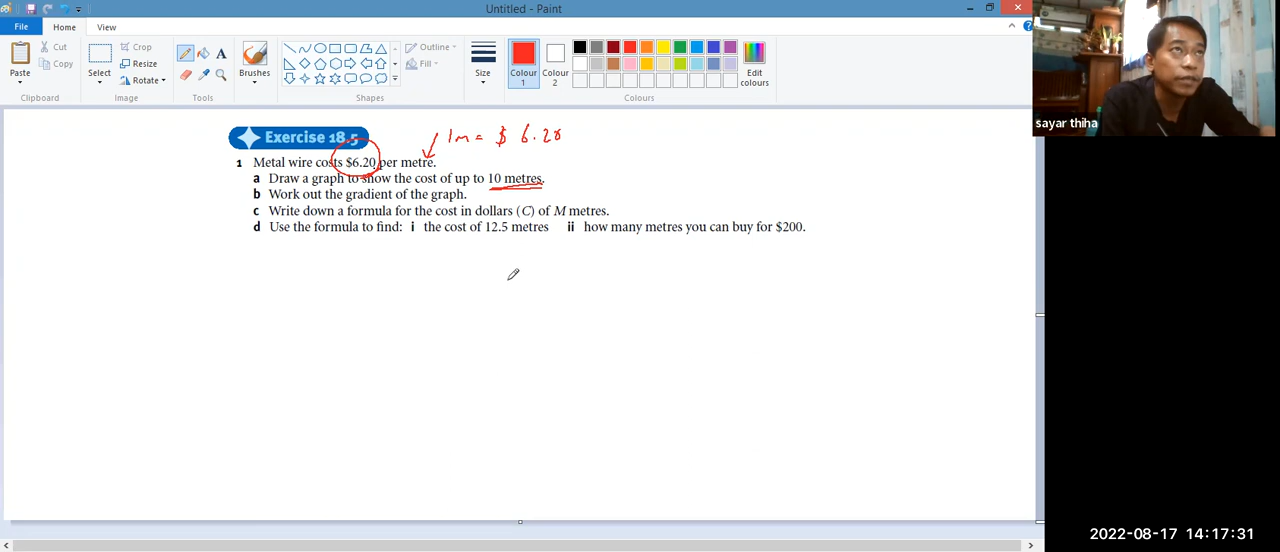 Untitled - Paint
File Home View
Paste Cut Copy Clipboard
Select Crop Resize Rotate Image
A Tools
Brushes
Shapes Outline Fill
Size
Colour 1 Colour 2 Edit colours Colours
sayar thiha
Exercise 18.5
1m = $ 6.20
1 Metal wire costs $6.20 per metre.
a Draw a graph to show the cost of up to 10 metres.
b Work out the gradient of the graph.
c Write down a formula for the cost in dollars (C) of M metres.
d Use the formula to find: i the cost of 12.5 metres ii how many metres you can buy for $200.
2022-08-17 14:17:31